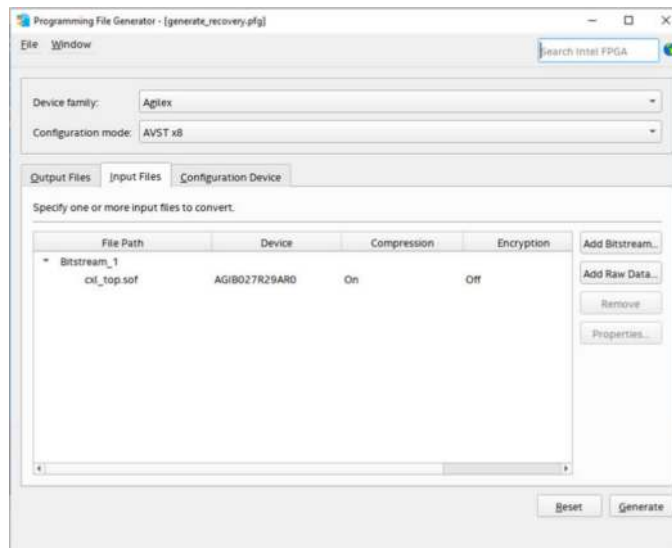 Programming File Generator - [generate_recovery.pfg]
File Window
Search Intel FPGA
Device family: Agilex
Configuration mode: AVST x8
Output Files Input Files Configuration Device
Specify one or more input files to convert.
File Path Device Compression Encryption
Add Bitstream...
Bitstream_1
cxl_top.sof AGIB027R29AR0 On Off
Add Raw Data...
Remove
Properties...
Reset Generate